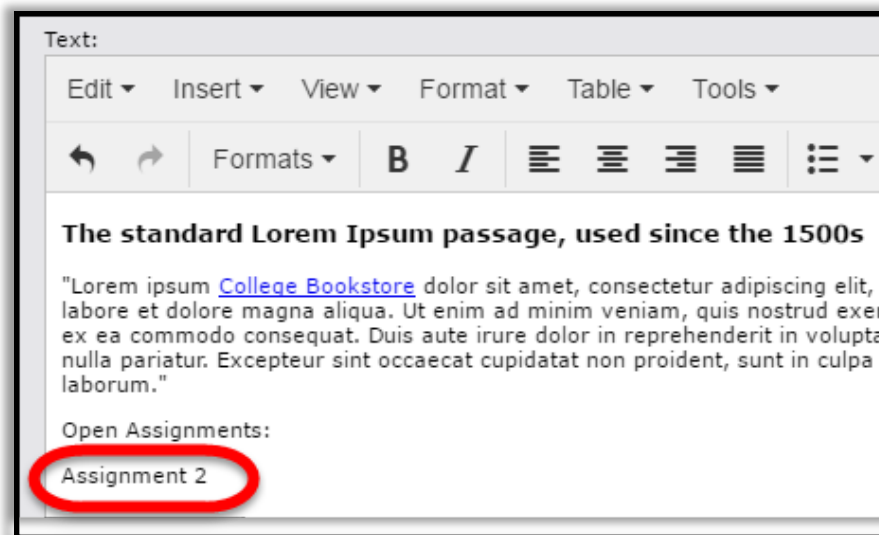 Text:
Edit Insert View Format Table Tools
Formats B I
The standard Lorem Ipsum passage, used since the 1500s
"Lorem ipsum College Bookstore dolor sit amet, consectetur adipiscing elit,
labore et dolore magna aliqua. Ut enim ad minim veniam, quis nostrud
ex ea commodo consequat. Duis aute irure dolor in reprehenderit in
nulla pariatur. Excepteur sint occaecat cupidatat non proident, sunt in culpa
laborum."
Open Assignments:
Assignment 2